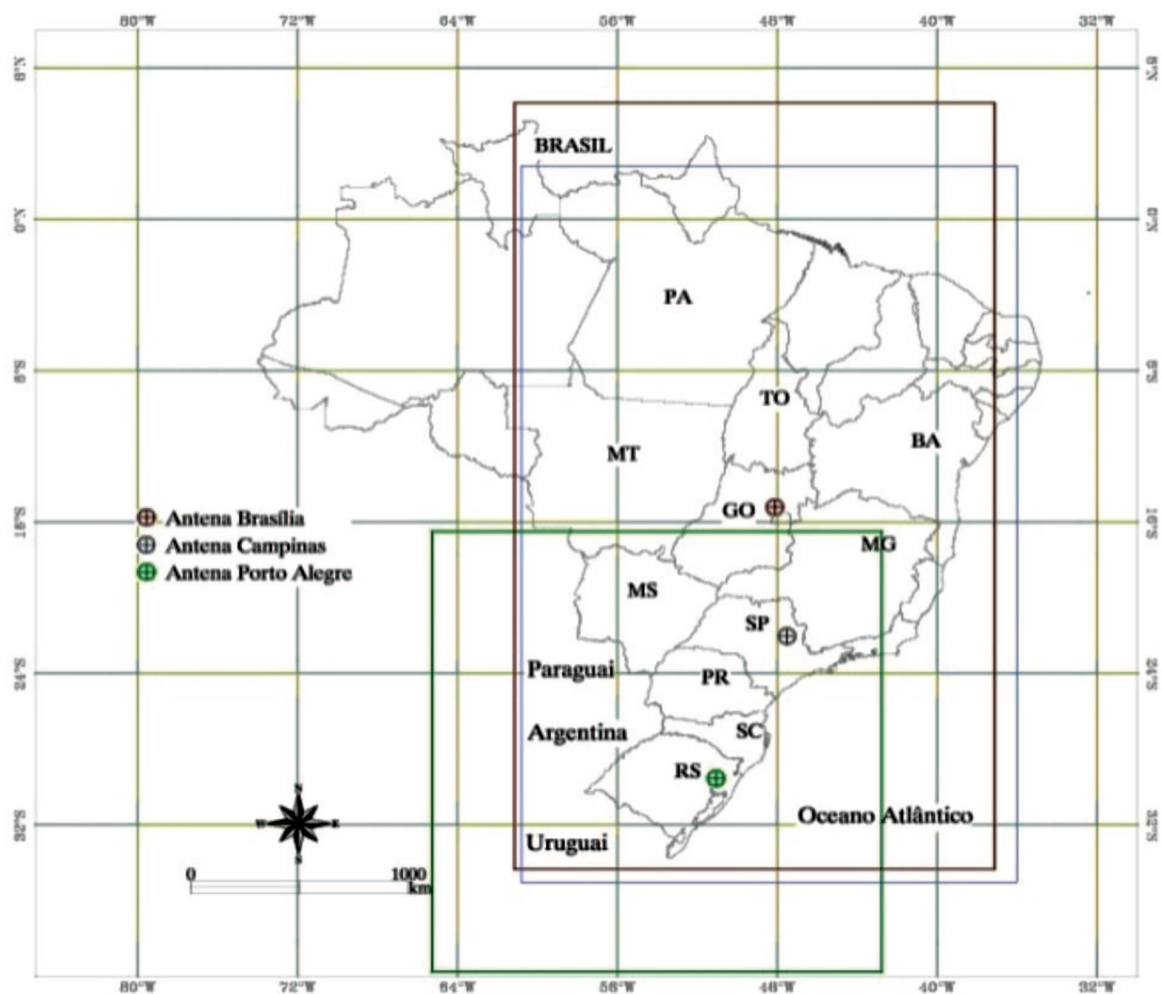 80°W 72°W 64°W 56°W 48°W 40°W 32°W
8°N 8°N
BRASIL
0°N 0°N
PA
8°S 8°S
TO
BA
MT
GO
Antena Brasília
16°S 16°S
MG
Antena Campinas
Antena Porto Alegre
MS
SP
Paraguai
24°S 24°S
PR
Argentina
SC
RS
N
Oceano Atlântico
W E
32°S 32°S
Uruguai
S
0 1000
km
80°W 72°W 64°W 56°W 48°W 40°W 32°W